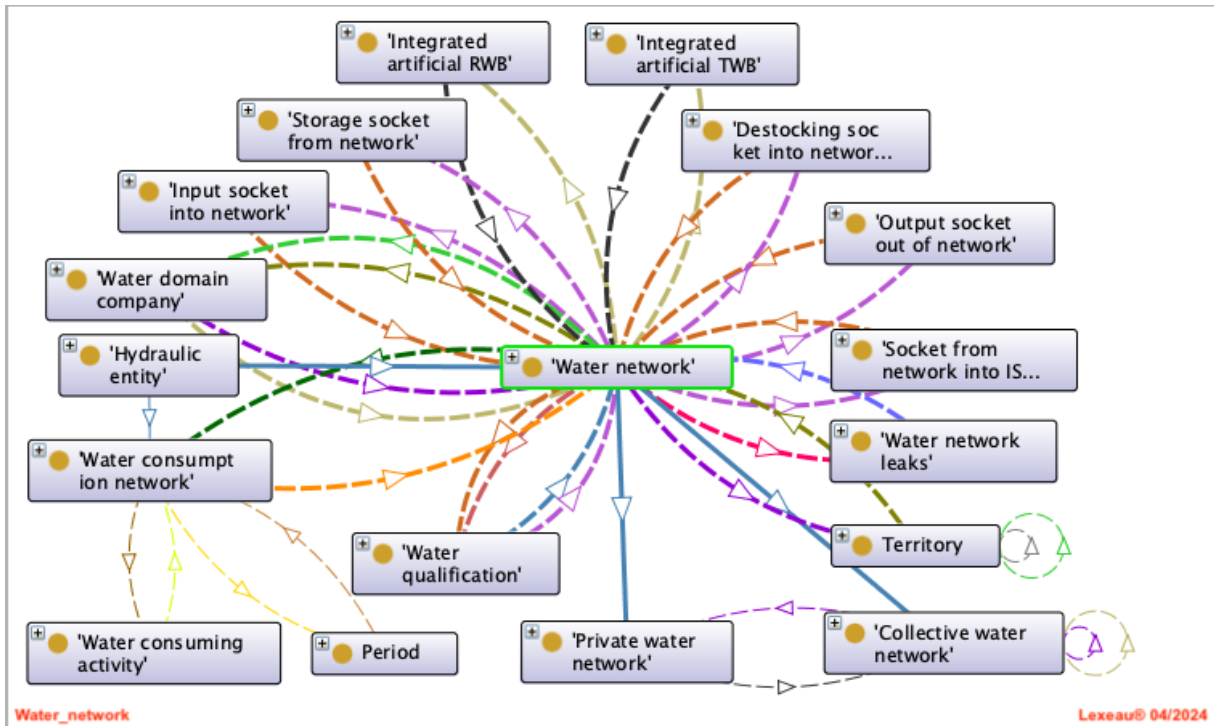 'Integrated
artificial RWB'
'Integrated
artificial TWB'
'Storage socket
from network'
'Destocking soc
ket into networ...
'Input socket
into network'
'Output socket
out of network'
'Water domain
company'
'Hydraulic
entity'
'Water network'
'Socket from
network into IS...
'Water consumpt
ion network'
'Water network
leaks'
'Water
qualification'
Territory
'Water consuming
activity'
Period
'Private water
network'
'Collective water
network'
Water_network
Lexeau® 04/2024